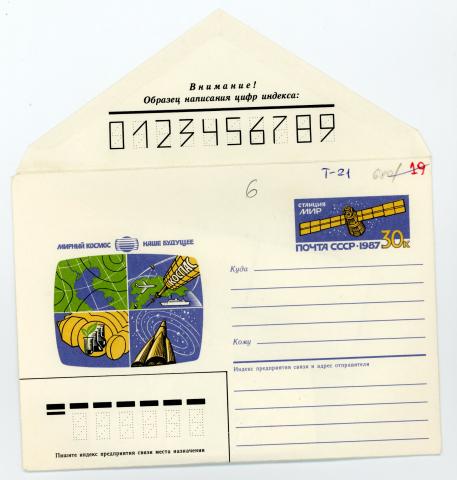 Внимание!
Образец написания цифр индекса:
0123456789
Т-21
19
6
СТАНЦИЯ
МИР
ПОЧТА СССР·1987 30к
МИРНЫЙ КОСМОС НАШЕ БУДУЩЕЕ
КОСПАС
Куда
Кому
Индекс предприятия связи и адрес отправителя
Пишите индекс предприятия связи места назначения